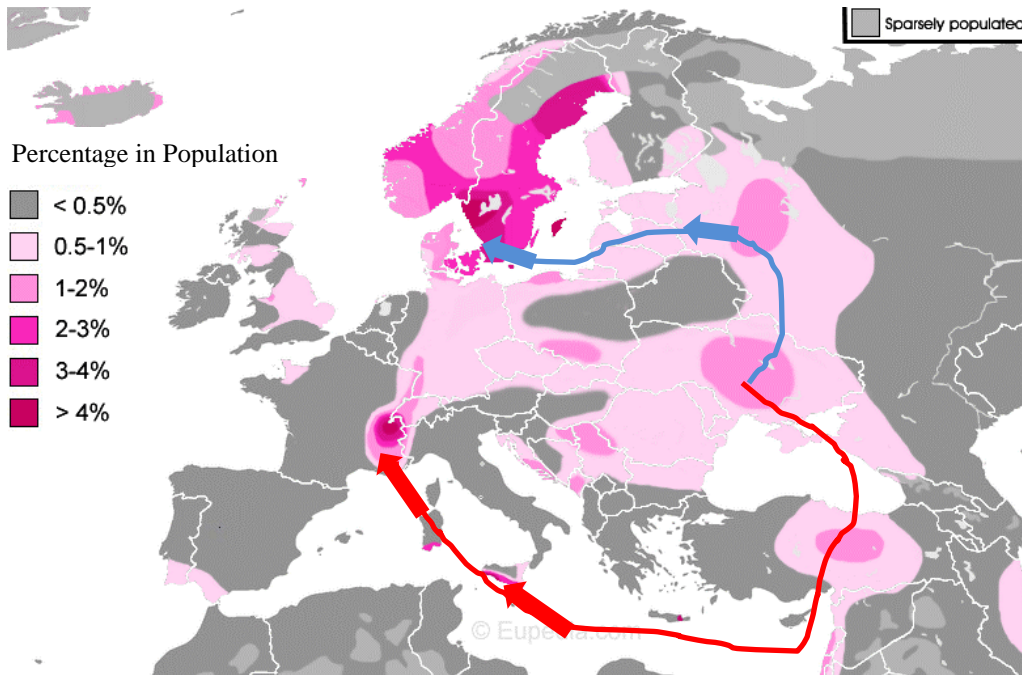 Sparsely populated
Percentage in Population
< 0.5%
0.5-1%
1-2%
2-3%
3-4%
> 4%
© Eupedia.com